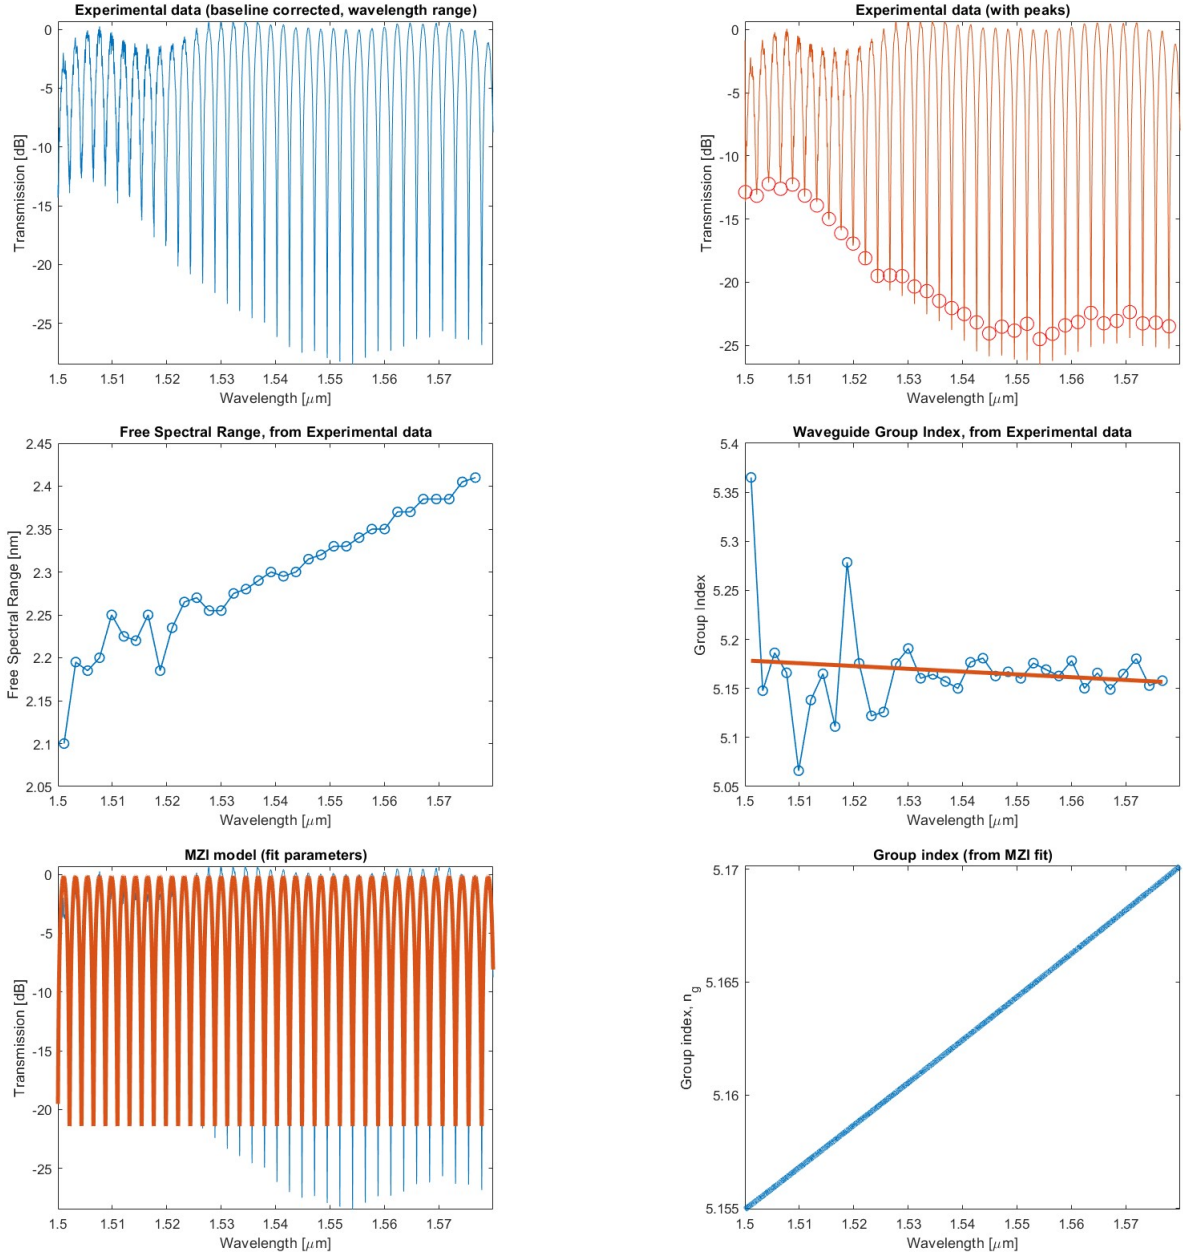 Experimental data (baseline corrected, wavelength range)
Transmission [dB]
0
-5
-10
-15
-20
-25
1.5 1.51 1.52 1.53 1.54 1.55 1.56 1.57
Wavelength [μm]
Experimental data (with peaks)
Transmission [dB]
0
-5
-10
-15
-20
-25
1.5 1.51 1.52 1.53 1.54 1.55 1.56 1.57
Wavelength [μm]
Free Spectral Range, from Experimental data
Free Spectral Range [nm]
2.45
2.4
2.35
2.3
2.25
2.2
2.15
2.1
2.05
1.5 1.51 1.52 1.53 1.54 1.55 1.56 1.57
Wavelength [μm]
Waveguide Group Index, from Experimental data
Group Index
5.4
5.35
5.3
5.25
5.2
5.15
5.1
5.05
1.5 1.51 1.52 1.53 1.54 1.55 1.56 1.57
Wavelength [μm]
MZI model (fit parameters)
Transmission [dB]
0
-5
-10
-15
-20
-25
1.5 1.51 1.52 1.53 1.54 1.55 1.56 1.57
Wavelength [μm]
Group index (from MZI fit)
Group index, n_g
5.17
5.165
5.16
5.155
1.5 1.51 1.52 1.53 1.54 1.55 1.56 1.57
Wavelength [μm]